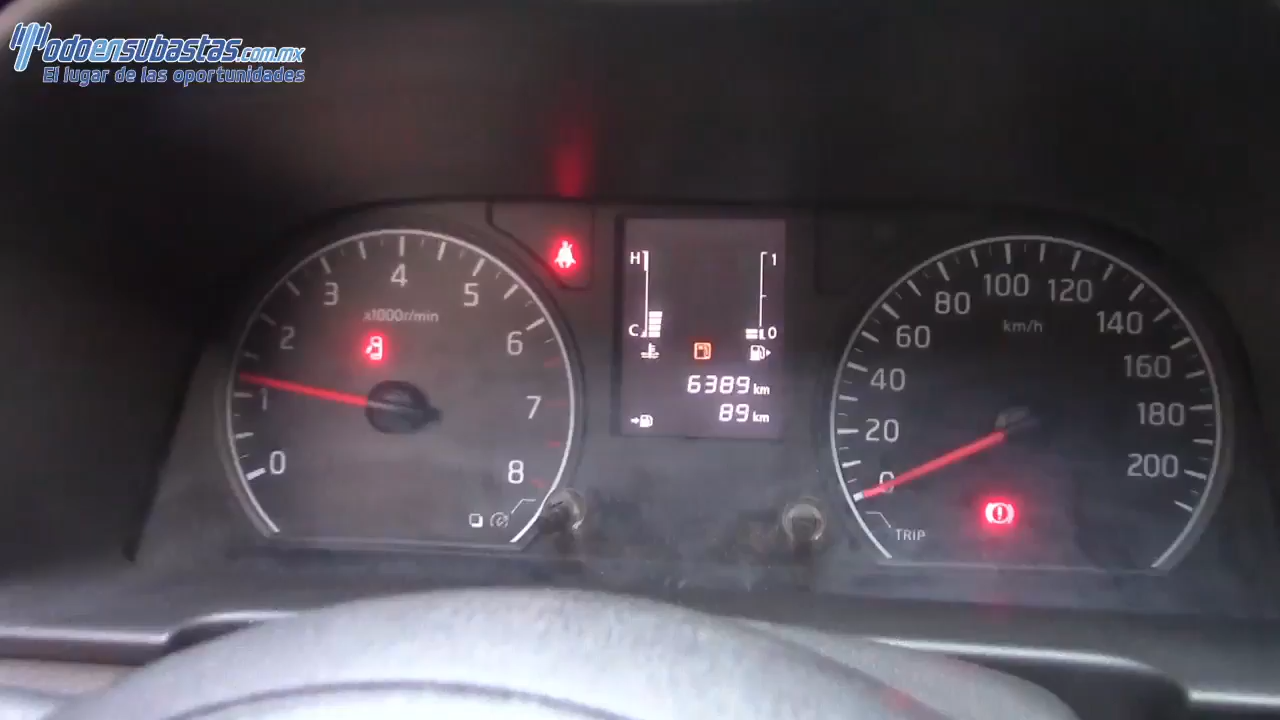 Todoensubastas.com.mx
El lugar de las oportunidades
0
1
2
3
4
5
6
7
8
x1000r/min
H
C
1
0
6389 km
89 km
0
20
40
60
80
100
120
140
160
180
200
km/h
TRIP